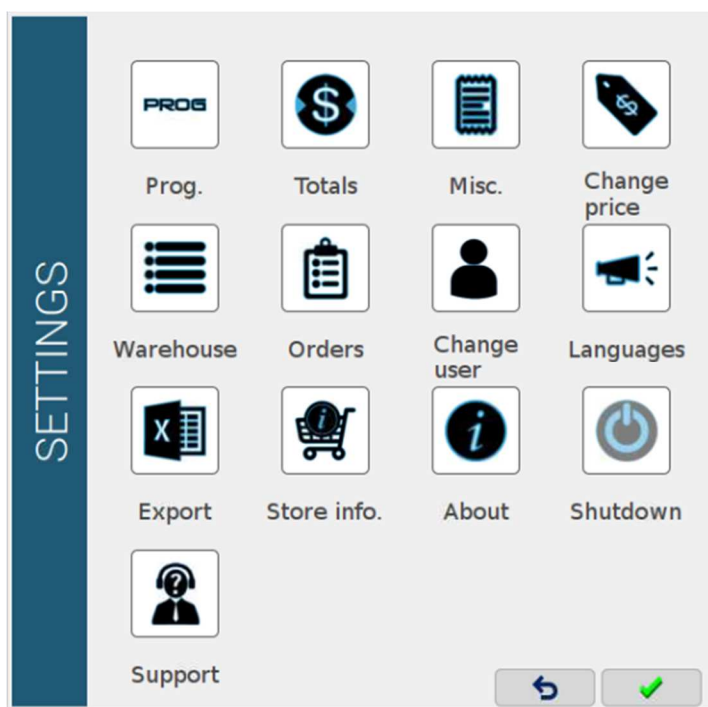 SETTINGS
PROG
$
$
Prog.
Totals
Misc.
Change
price
Warehouse
Orders
Change
user
Languages
X
i
i
Export
Store info.
About
Shutdown
?
Support